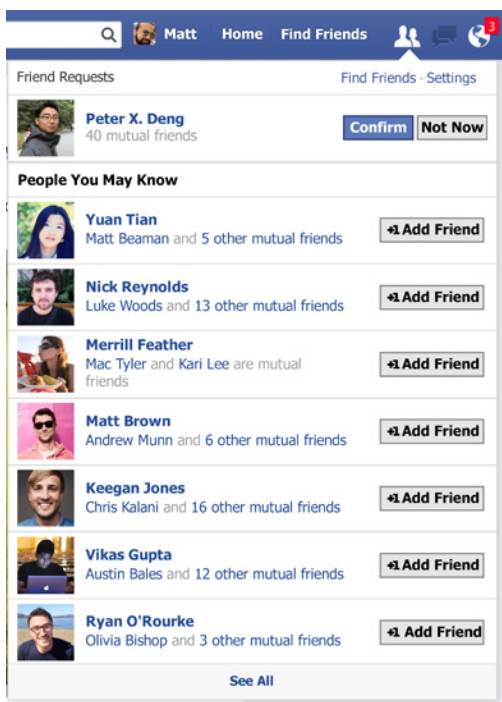 Matt Home Find Friends 3
Friend Requests Find Friends · Settings
Peter X. Deng
40 mutual friends
Confirm Not Now
People You May Know
Yuan Tian
Matt Beaman and 5 other mutual friends
+1 Add Friend
Nick Reynolds
Luke Woods and 13 other mutual friends
+1 Add Friend
Merrill Feather
Mac Tyler and Kari Lee are mutual
friends
+1 Add Friend
Matt Brown
Andrew Munn and 6 other mutual friends
+1 Add Friend
Keegan Jones
Chris Kalani and 16 other mutual friends
+1 Add Friend
Vikas Gupta
Austin Bales and 12 other mutual friends
+1 Add Friend
Ryan O'Rourke
Olivia Bishop and 3 other mutual friends
+1 Add Friend
See All